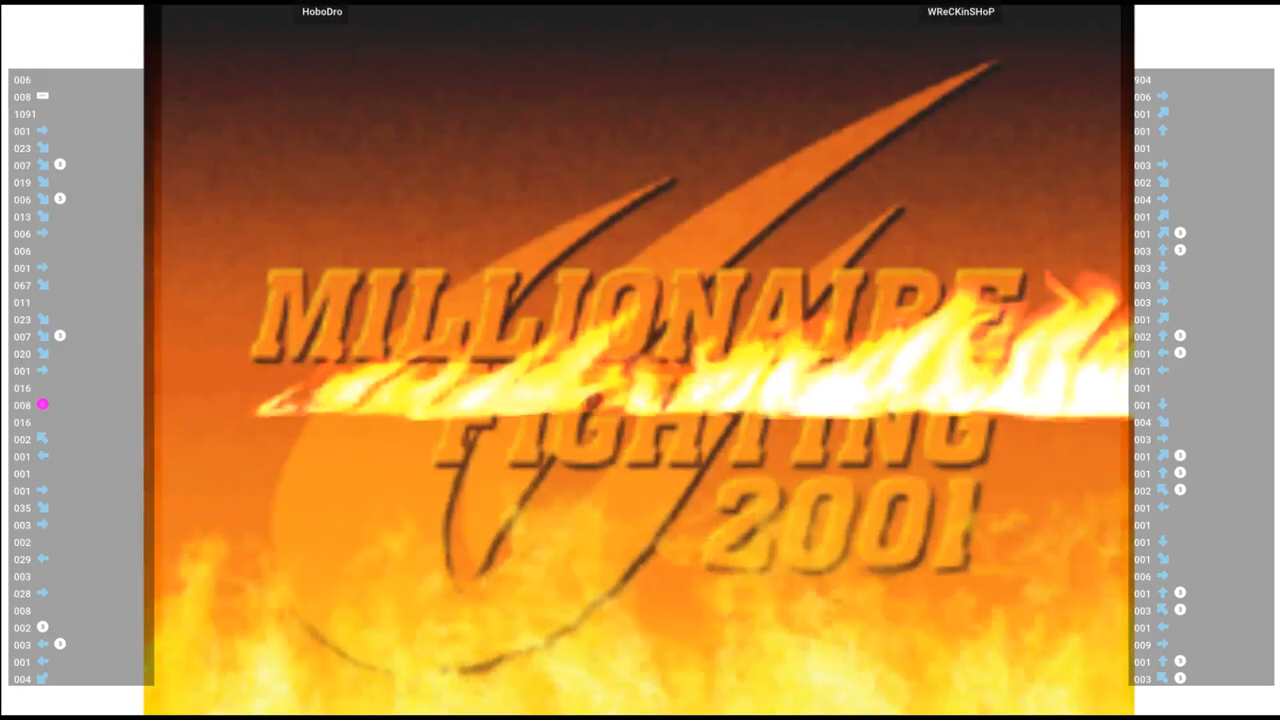 HoboDro
WReCKinSHoP
006
008
1091
001
023
007 S
019
006 S
013
006
006
001
067
011
023
007 S
020
001
016
008
016
002
001
001
001
035
003
002
029
003
028
008
002 S
003 S
001
004
MILLIONAIRE
FIGHTING
2001
904
006
001
001
001
003
002
004
001
001 S
003 S
003
003
003
001
002 S
001 S
001
001
001
004
003
001 S
001 S
002 S
001
001
001
001
006
001 S
003 S
001
009
001 S
003 S